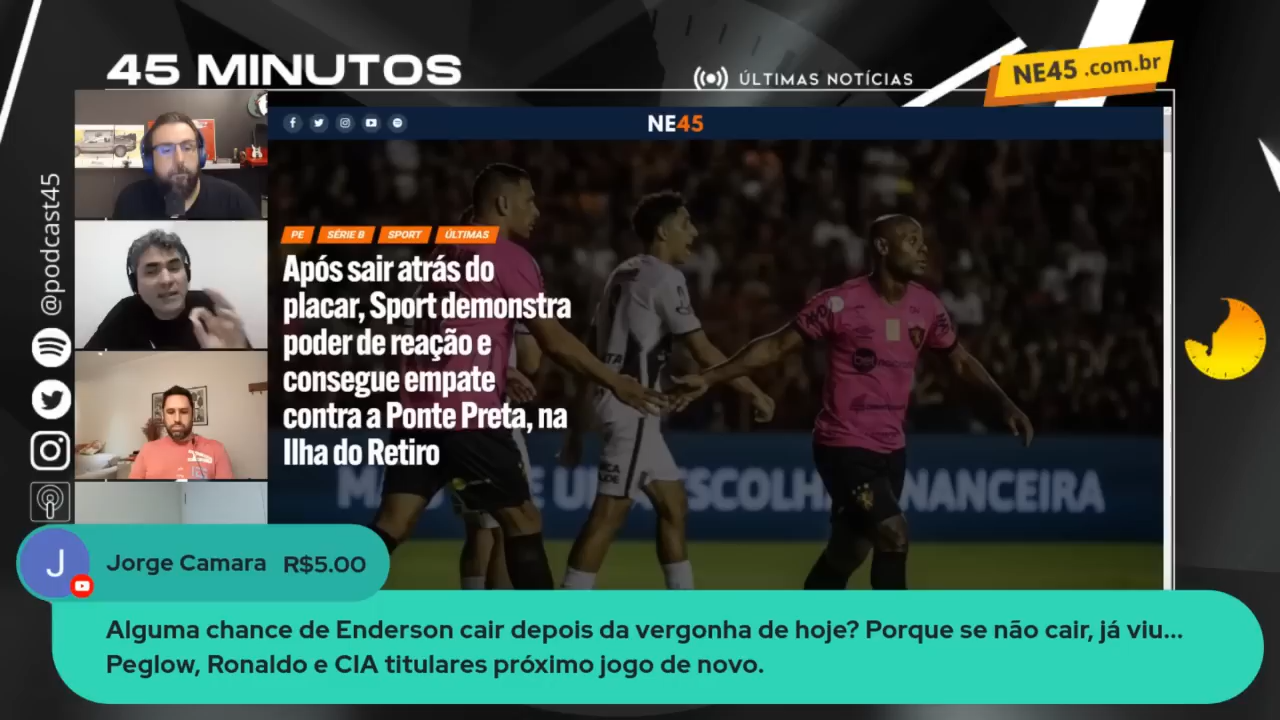 45 MINUTOS
ÚLTIMAS NOTÍCIAS
NE45 .com.br
NE45
@podcast45
PE
SÉRIE B
SPORT
ÚLTIMAS
Após sair atrás do
placar, Sport demonstra
poder de reação e
consegue empate
contra a Ponte Preta, na
Ilha do Retiro
ESCOLHA FINANCEIRA
J
Jorge Camara R$5.00
Alguma chance de Enderson cair depois da vergonha de hoje? Porque se não cair, já viu...
Peglow, Ronaldo e CIA titulares próximo jogo de novo.